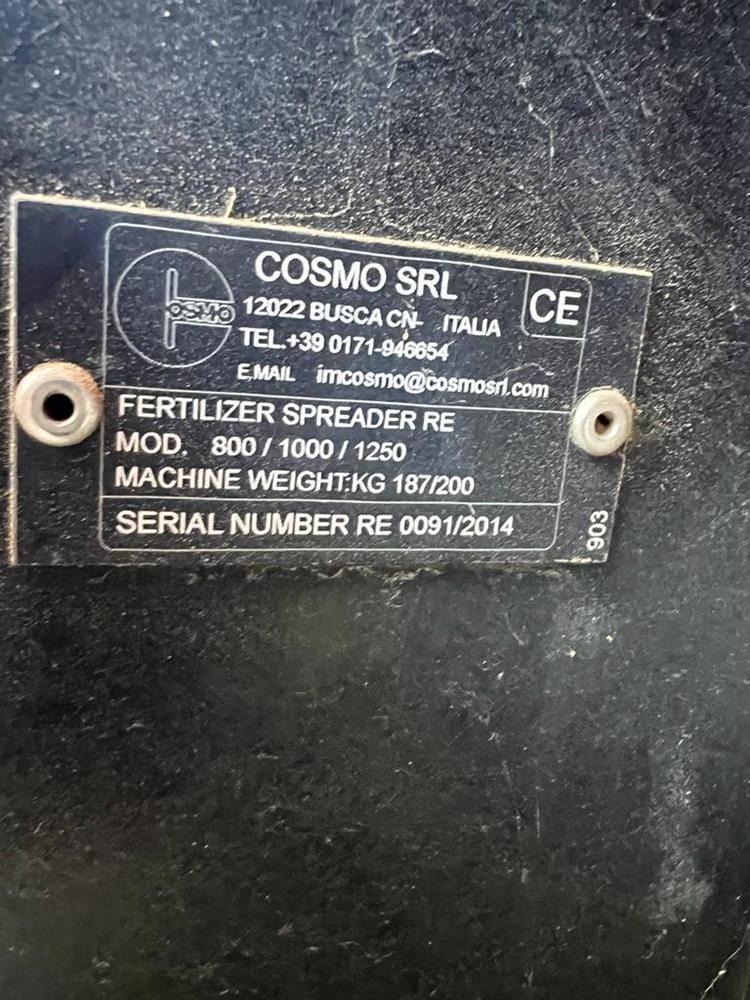 COSMO SRL
CE
OSMO
12022 BUSCA CN- ITALIA
TEL.+39 0171-946654
E,MAIL imcosmo@cosmosrl.com
FERTILIZER SPREADER RE
MOD. 800 / 1000 / 1250
MACHINE WEIGHT:KG 187/200
SERIAL NUMBER RE 0091/2014
903